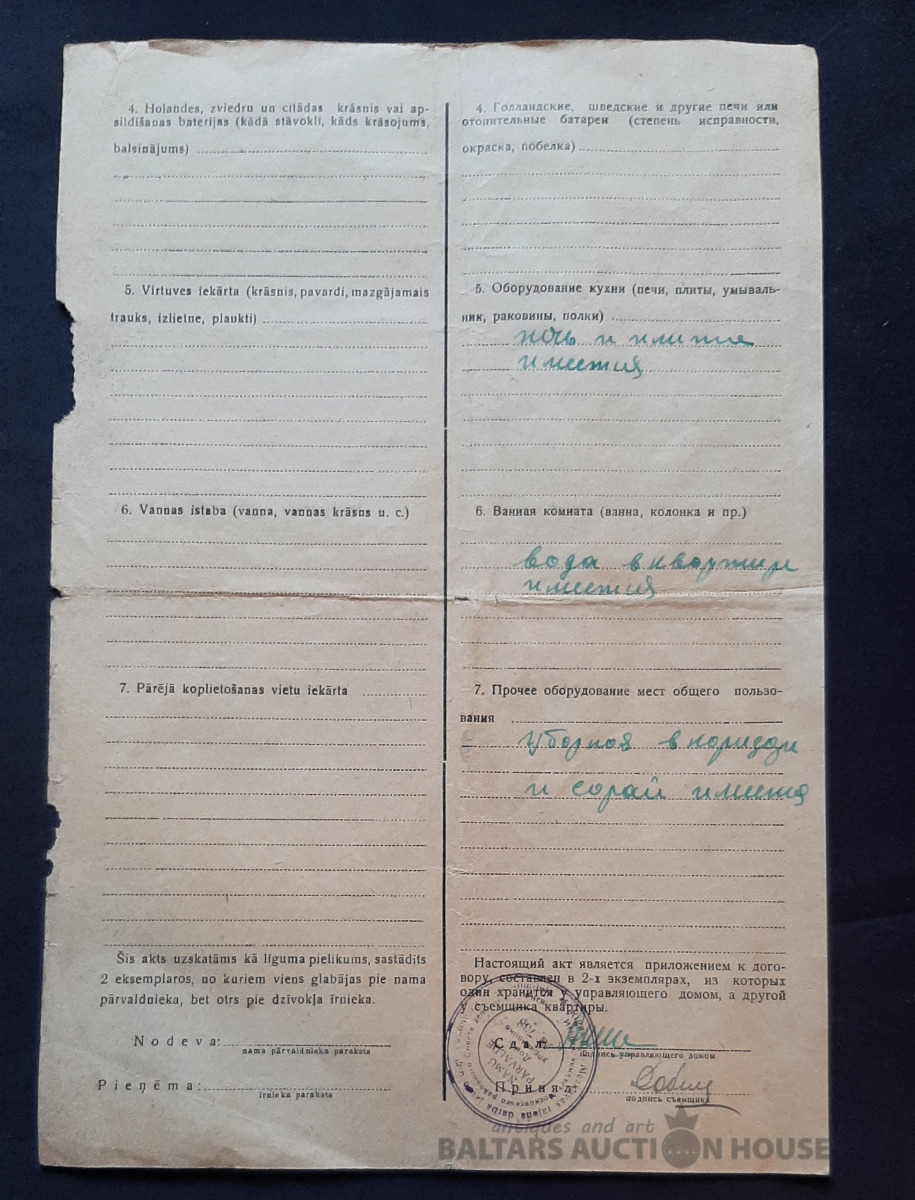 4. Holandes, zviedru un citādas krāsnis vai ap-
sildīšanas baterijas (kādā stāvoklī, kāds krāsojums,
balsinājums)
5. Virtuves iekārta (krāsnis, pavardi, mazgājamais
trauks, izlietne, plaukti)
6. Vannas istaba (vanna, vannas krāsns u. c.)
7. Pārējā koplietošanas vietu iekārta
Šis akts uzskatāms kā līguma pielikums, sastādīts
2 eksemplaros, no kuriem viens glabājas pie nama
pārvaldnieka, bet otrs pie dzīvokļa īrnieka.
Nodeva:
nama pārvaldnieka paraksts
Pieņēma:
īrnieka paraksts
4. Голландские, шведские и другие печи или
отопительные батареи (степень исправности,
окраска, побелка)
5. Оборудование кухни (печи, плиты, умываль-
ник, раковины, полки)
печь и плита
имеется
6. Ванная комната (ванна, колонка и пр.)
вода в квартире
имеется
7. Прочее оборудование мест общего пользо-
вания
уборная в коридоре
и сарай имеется
Настоящий акт является приложением к дого-
вору, составлен в 2-х экземплярах, из которых
один хранится у управляющего домом, а другой
у съемщика квартиры.
Сдал:
подпись управляющего домом
Принял:
подпись съемщика
NAMU
PĀRVALDE
antiques and art
BALTARS AUCTION HOUSE